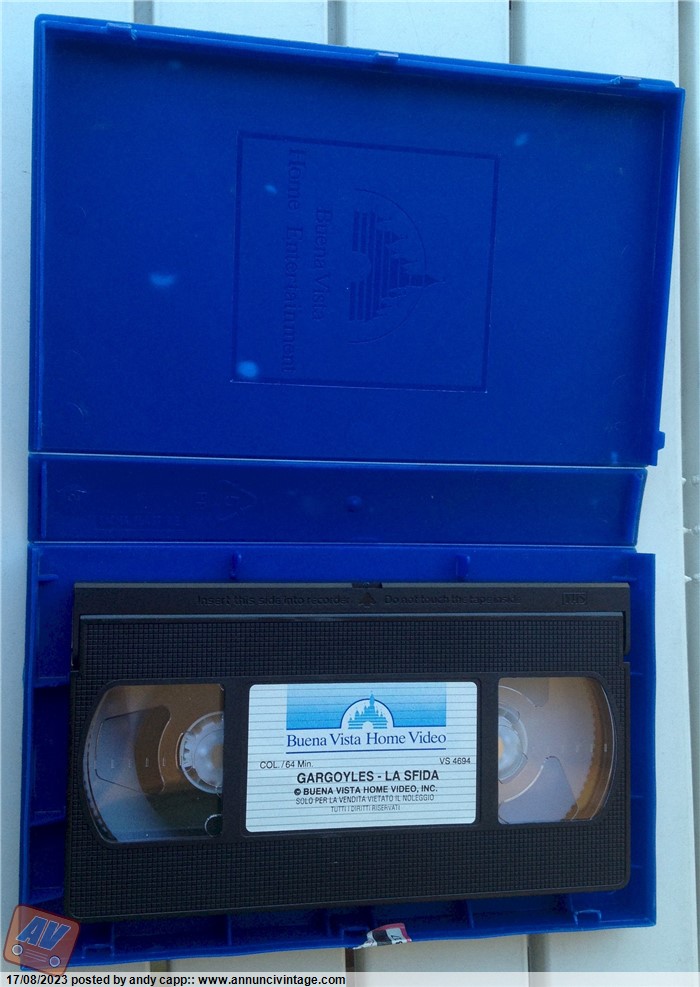 Buena Vista
Home Entertainment
Insert this side into recorder
Do not touch the tape inside
VHS
Buena Vista Home Video
COL. / 64 Min.
VS 4694
GARGOYLES - LA SFIDA
© BUENA VISTA HOME VIDEO, INC.
SOLO PER LA VENDITA VIETATO IL NOLEGGIO
TUTTI I DIRITTI RISERVATI
AV
17/08/2023 posted by andy capp:: www.annuncivintage.com